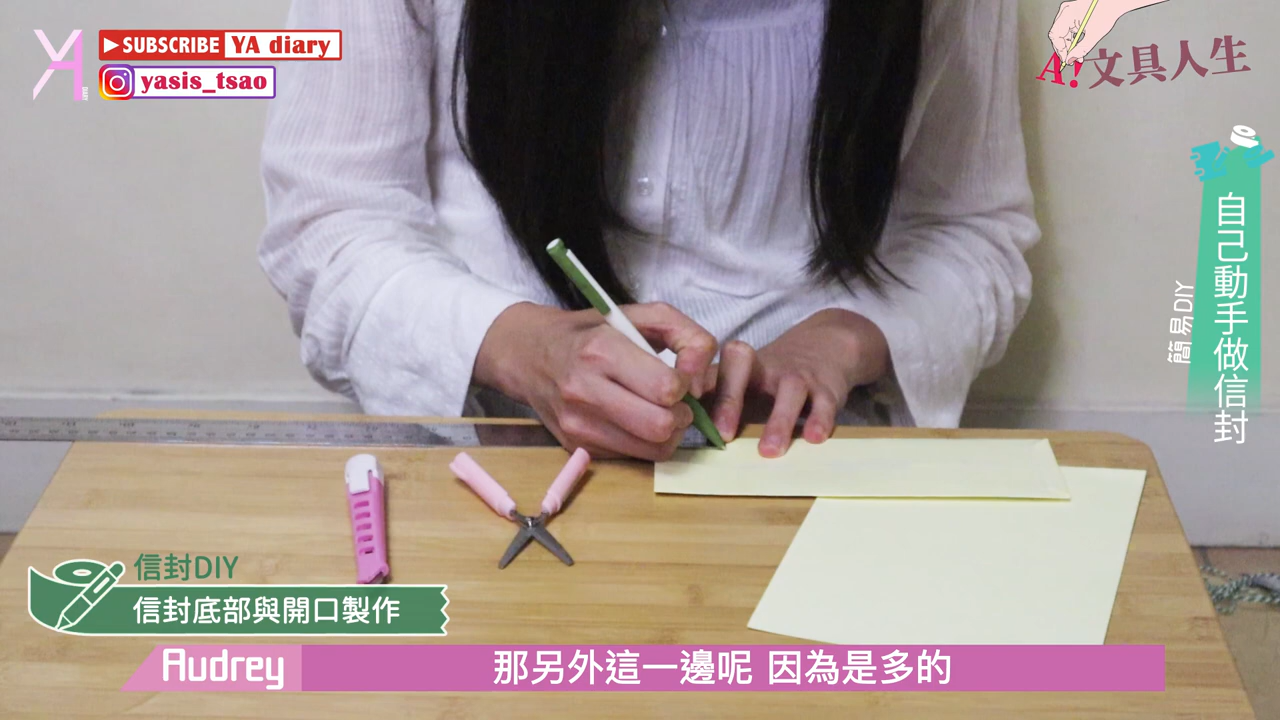 YA
DIARY
SUBSCRIBE YA diary
yasis_tsao
A!文具人生
自己動手做信封
簡易DIY
信封DIY
信封底部與開口製作
Audrey
那另外這一邊呢 因為是多的